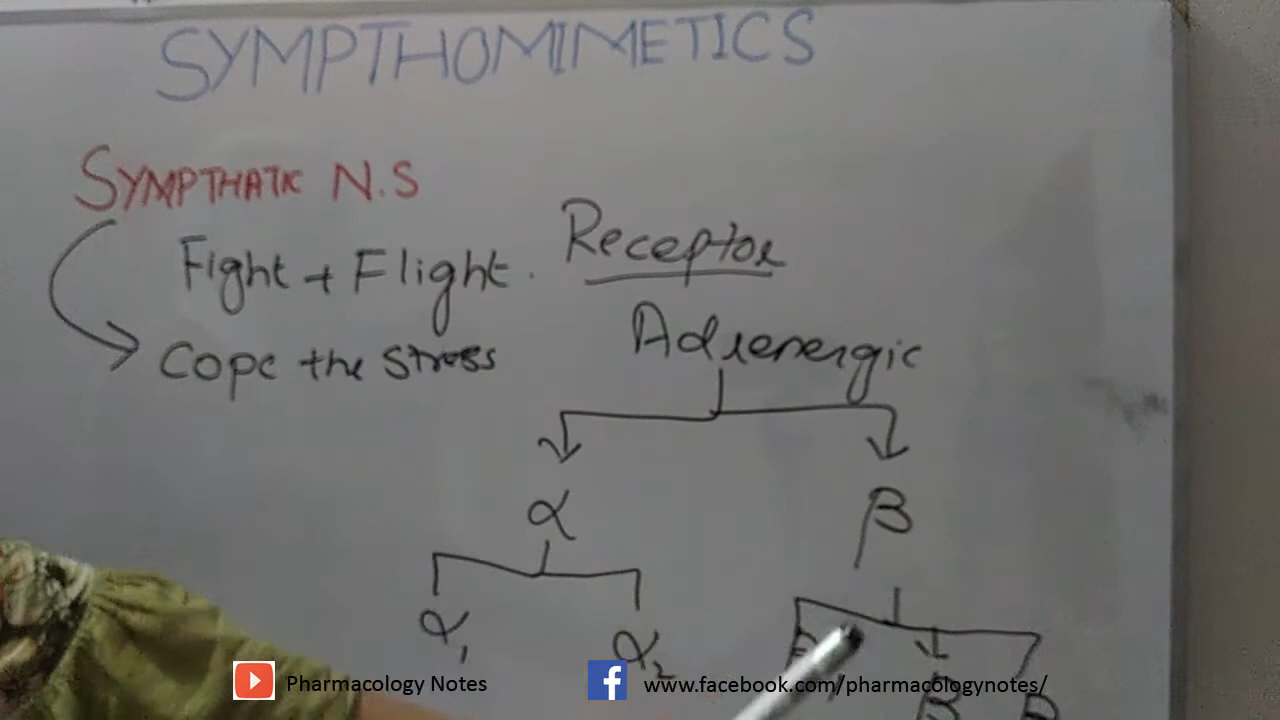 SYMPTHOMIMETICS
SYMPTHATIC N.S
Fight + Flight.
Cope the stress
Receptor
Adrenergic
α β
α1 α2
β β
Pharmacology Notes www.facebook.com/pharmacologynotes/